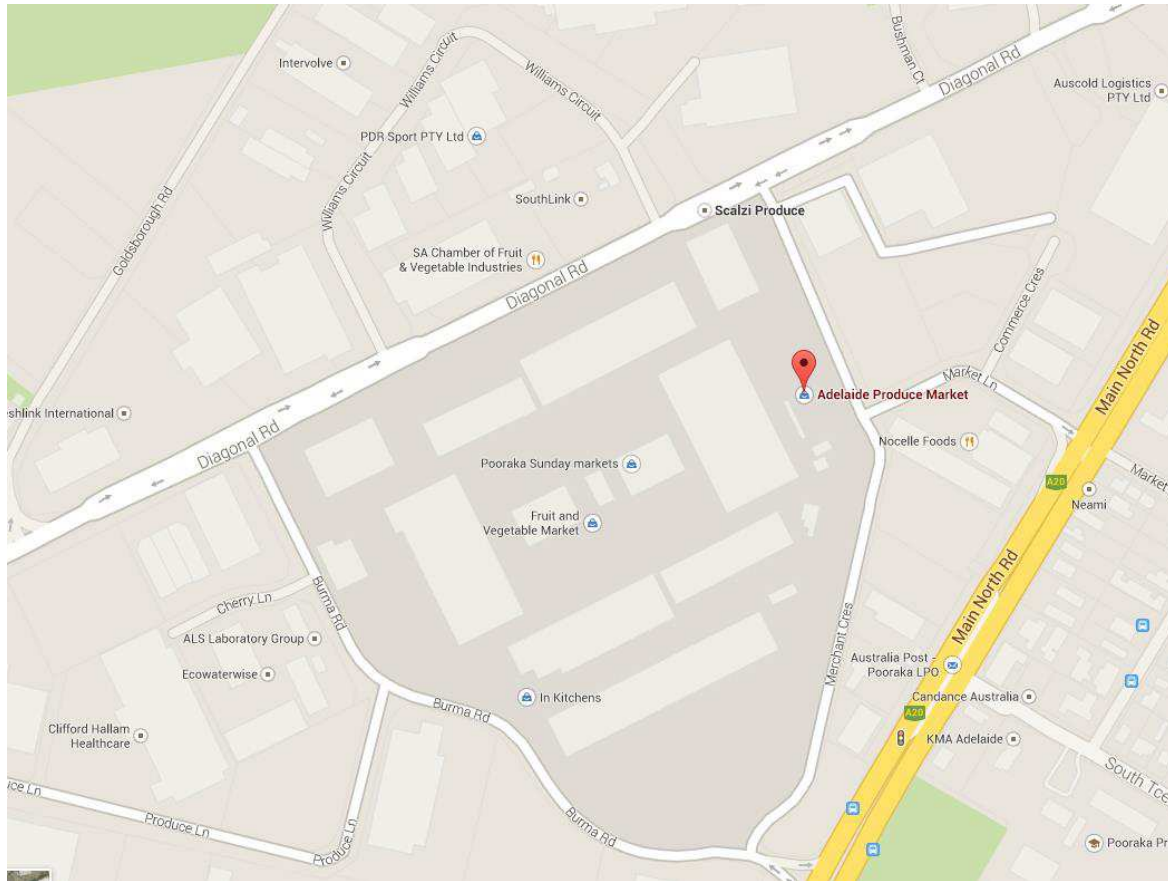 Bushman Ct
Diagonal Rd
Intervolve
Williams Circuit
Williams Circuit
Auscold Logistics
PTY Ltd
PDR Sport PTY Ltd
Williams Circuit
Goldsborough Rd
SouthLink
Scalzi Produce
SA Chamber of Fruit
& Vegetable Industries
Diagonal Rd
Commerce Cres
Main North Rd
Market Ln
Adelaide Produce Market
eshlink International
Diagonal Rd
Nocelle Foods
Pooraka Sunday markets
Market
A20
Neami
Fruit and
Vegetable Market
Burma Rd
Cherry Ln
Main North Rd
ALS Laboratory Group
Merchant Cres
Australia Post -
Pooraka LPO
Ecowaterwise
In Kitchens
Candance Australia
Burma Rd
A20
Clifford Hallam
Healthcare
KMA Adelaide
South Tce
uce Ln
Produce Ln
Produce Ln
Burma Rd
Pooraka Pr